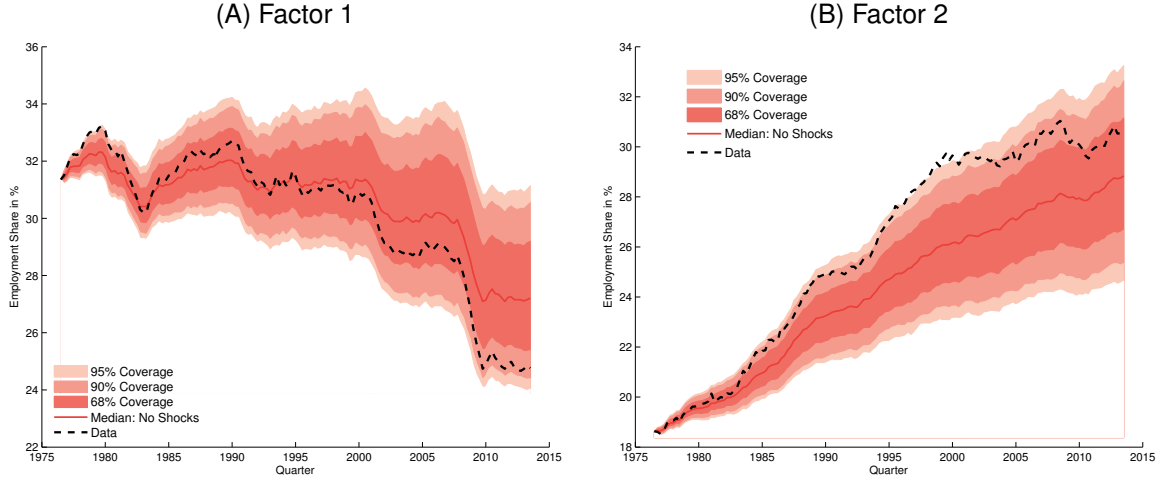 (A) Factor 1
36
34
32
30
28
26
24
22
Employment Share in %
95% Coverage
90% Coverage
68% Coverage
Median: No Shocks
Data
1975 1980 1985 1990 1995 2000 2005 2010 2015
Quarter
(B) Factor 2
34
32
30
28
26
24
22
20
18
Employment Share in %
95% Coverage
90% Coverage
68% Coverage
Median: No Shocks
Data
1975 1980 1985 1990 1995 2000 2005 2010 2015
Quarter